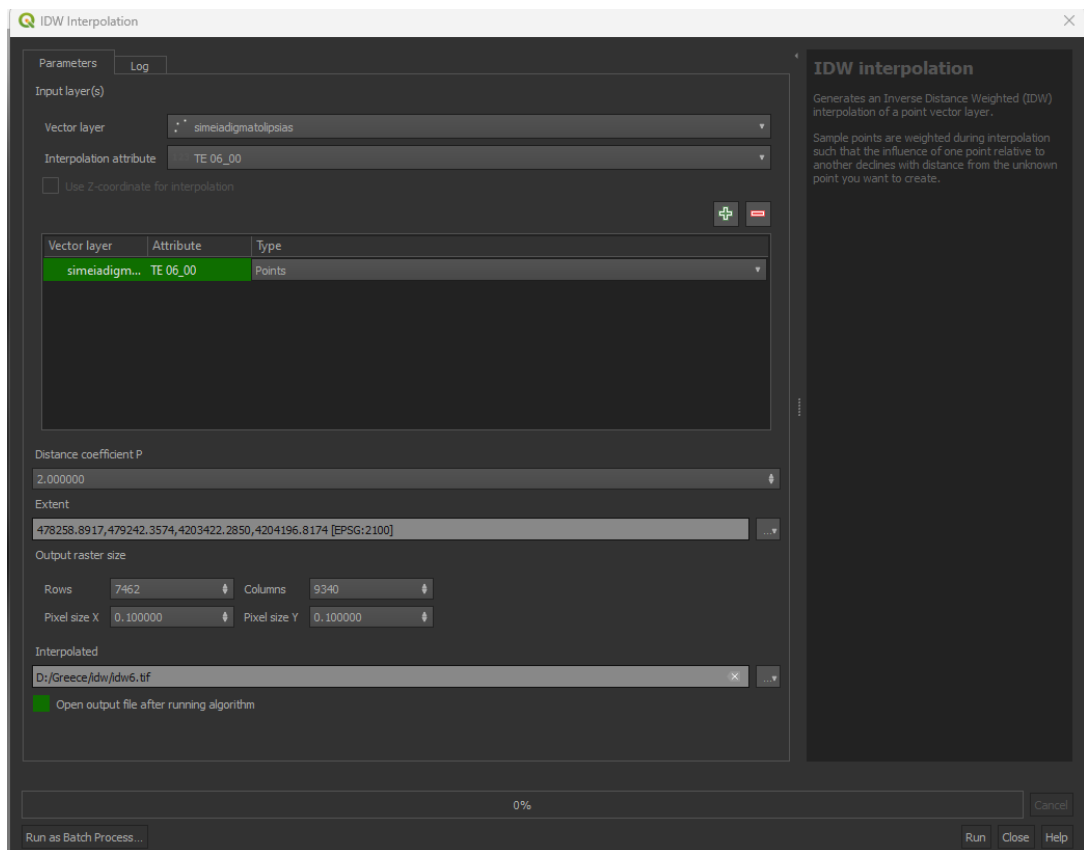 IDW Interpolation
Parameters
Log
Input layer(s)
Vector layer
simeiadigmatolipsias
Interpolation attribute
TE 06_00
Use Z-coordinate for interpolation
Vector layer Attribute Type
simeiadigm... TE 06_00 Points
Distance coefficient P
2.000000
Extent
478258.8917,479242.3574,4203422.2850,4204196.8174 [EPSG:2100]
...
Output raster size
Rows 7462 Columns 9340
Pixel size X 0.100000 Pixel size Y 0.100000
Interpolated
D:/Greece/idw/idw6.tif
...
Open output file after running algorithm
IDW interpolation
Generates an Inverse Distance Weighted (IDW)
interpolation of a point vector layer.
Sample points are weighted during interpolation
such that the influence of one point relative to
another declines with distance from the unknown
point you want to create.
0%
Cancel
Run as Batch Process...
Run Close Help